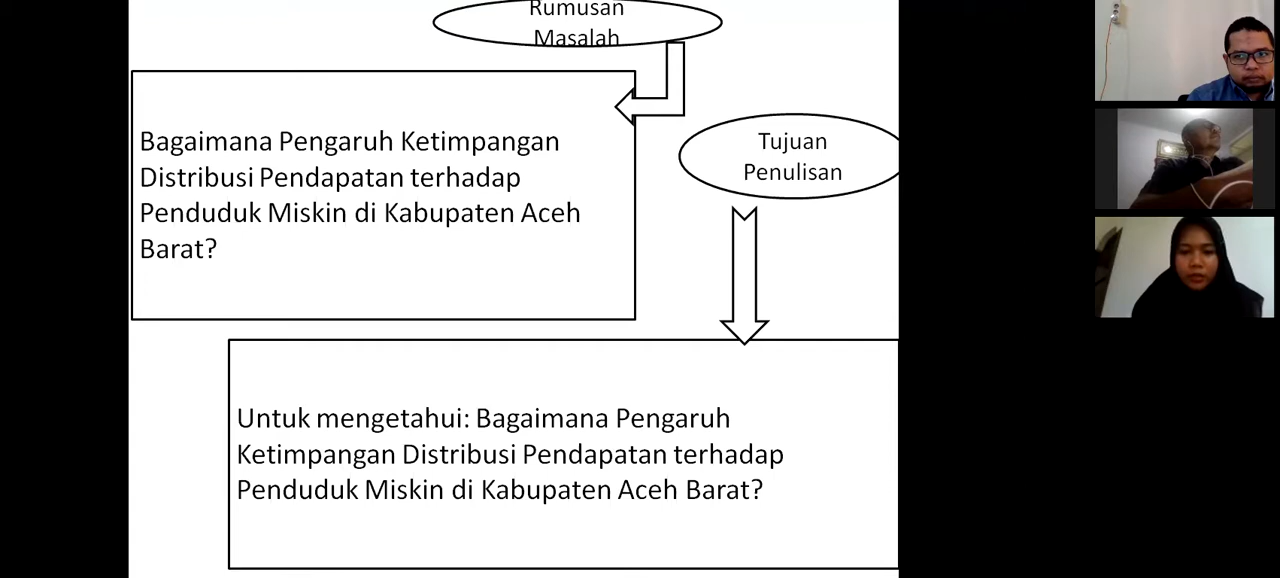 Rumusan
Masalah
Bagaimana Pengaruh Ketimpangan
Distribusi Pendapatan terhadap
Penduduk Miskin di Kabupaten Aceh
Barat?
Tujuan
Penulisan
Untuk mengetahui: Bagaimana Pengaruh
Ketimpangan Distribusi Pendapatan terhadap
Penduduk Miskin di Kabupaten Aceh Barat?